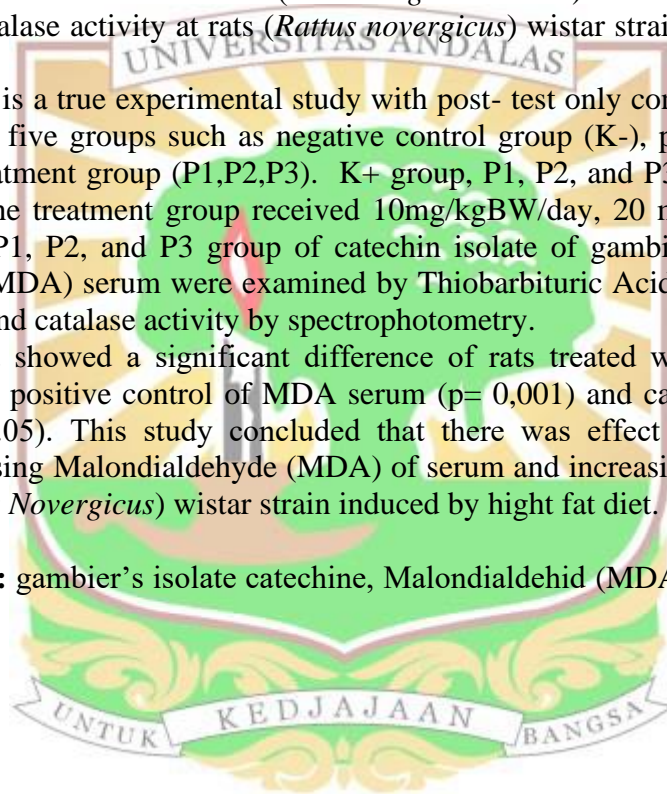 alase activity at rats (Rattus novergicus) wistar strai
UNIVERSITAS ANDALAS
is a true experimental study with post- test only con
five groups such as negative control group (K-), p
atment group (P1,P2,P3). K+ group, P1, P2, and P3
ne treatment group received 10mg/kgBW/day, 20 m
P1, P2, and P3 group of catechin isolate of gambi
MDA) serum were examined by Thiobarbituric Acid
nd catalase activity by spectrophotometry.
showed a significant difference of rats treated w
positive control of MDA serum (p= 0,001) and ca
.05). This study concluded that there was effect
sing Malondialdehyde (MDA) of serum and increasi
Novergicus) wistar strain induced by hight fat diet.
: gambier's isolate catechine, Malondialdehid (MDA
UNTUK KEDJAJAAN BANGSA